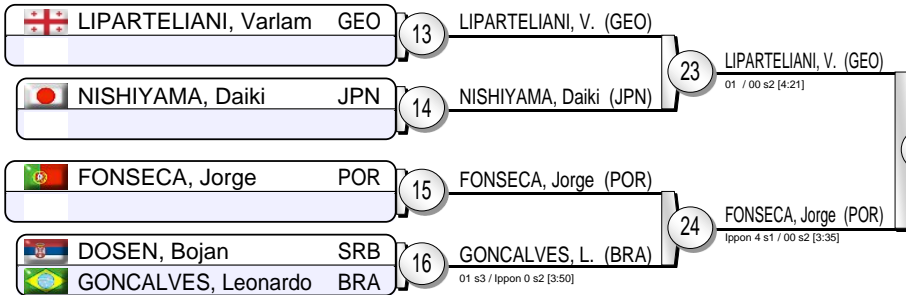 LIPARTELIANI, Varlam GEO
13
LIPARTELIANI, V. (GEO)
23
LIPARTELIANI, V. (GEO)
01 / 00 s2 [4:21]
NISHIYAMA, Daiki JPN
14
NISHIYAMA, Daiki (JPN)
FONSECA, Jorge POR
15
FONSECA, Jorge (POR)
24
FONSECA, Jorge (POR)
Ippon 4 s1 / 00 s2 [3:35]
DOSEN, Bojan SRB
GONCALVES, Leonardo BRA
16
GONCALVES, L. (BRA)
01 s3 / Ippon 0 s2 [3:50]